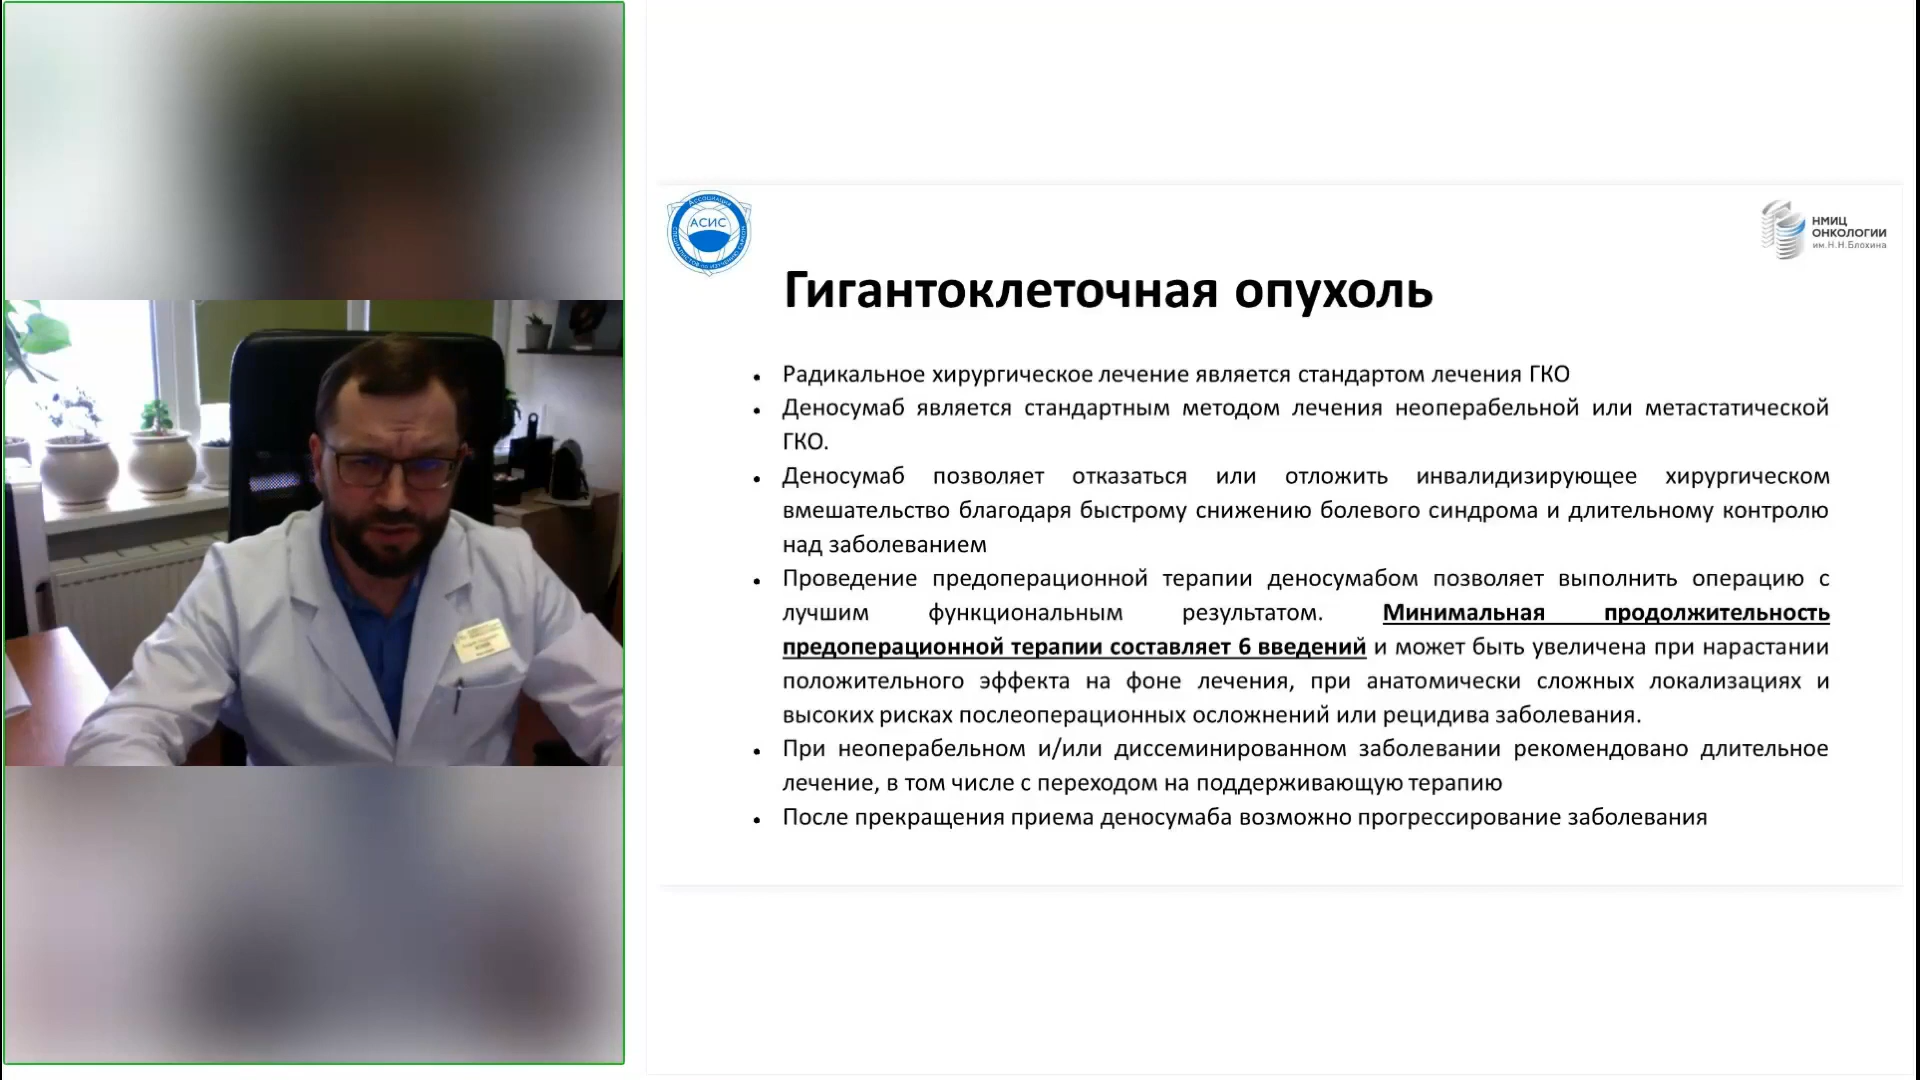 АССОЦИАЦИЯ
АСИС
НМИЦ
ОНКОЛОГИИ
им.Н.Н.Блохина
Гигантоклеточная опухоль
• Радикальное хирургическое лечение является стандартом лечения ГКО
• Деносумаб является стандартным методом лечения неоперабельной или метастатической
ГКО.
• Деносумаб позволяет отказаться или отложить инвалидизирующее хирургическом
вмешательство благодаря быстрому снижению болевого синдрома и длительному контролю
над заболеванием
• Проведение предоперационной терапии деносумабом позволяет выполнить операцию с
лучшим функциональным результатом. Минимальная продолжительность
предоперационной терапии составляет 6 введений и может быть увеличена при нарастании
положительного эффекта на фоне лечения, при анатомически сложных локализациях и
высоких рисках послеоперационных осложнений или рецидива заболевания.
• При неоперабельном и/или диссеминированном заболевании рекомендовано длительное
лечение, в том числе с переходом на поддерживающую терапию
• После прекращения приема деносумаба возможно прогрессирование заболевания